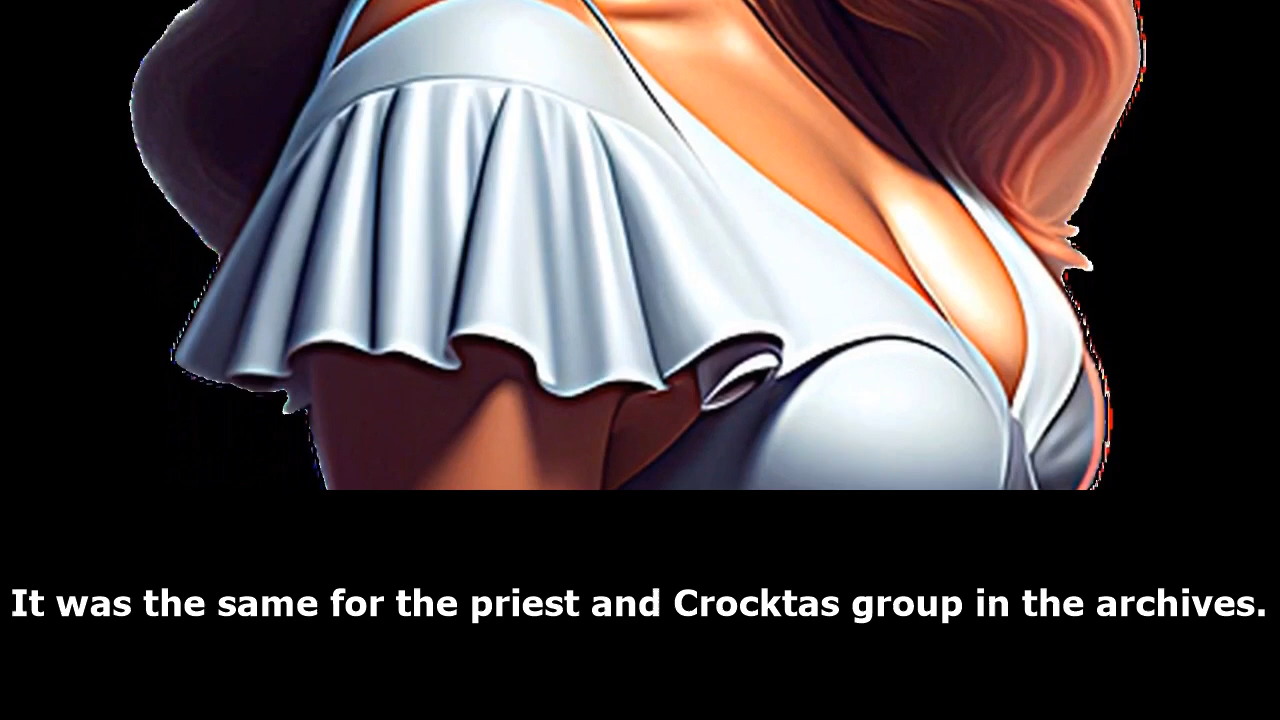 It was the same for the priest and Crocktas group in the archives.